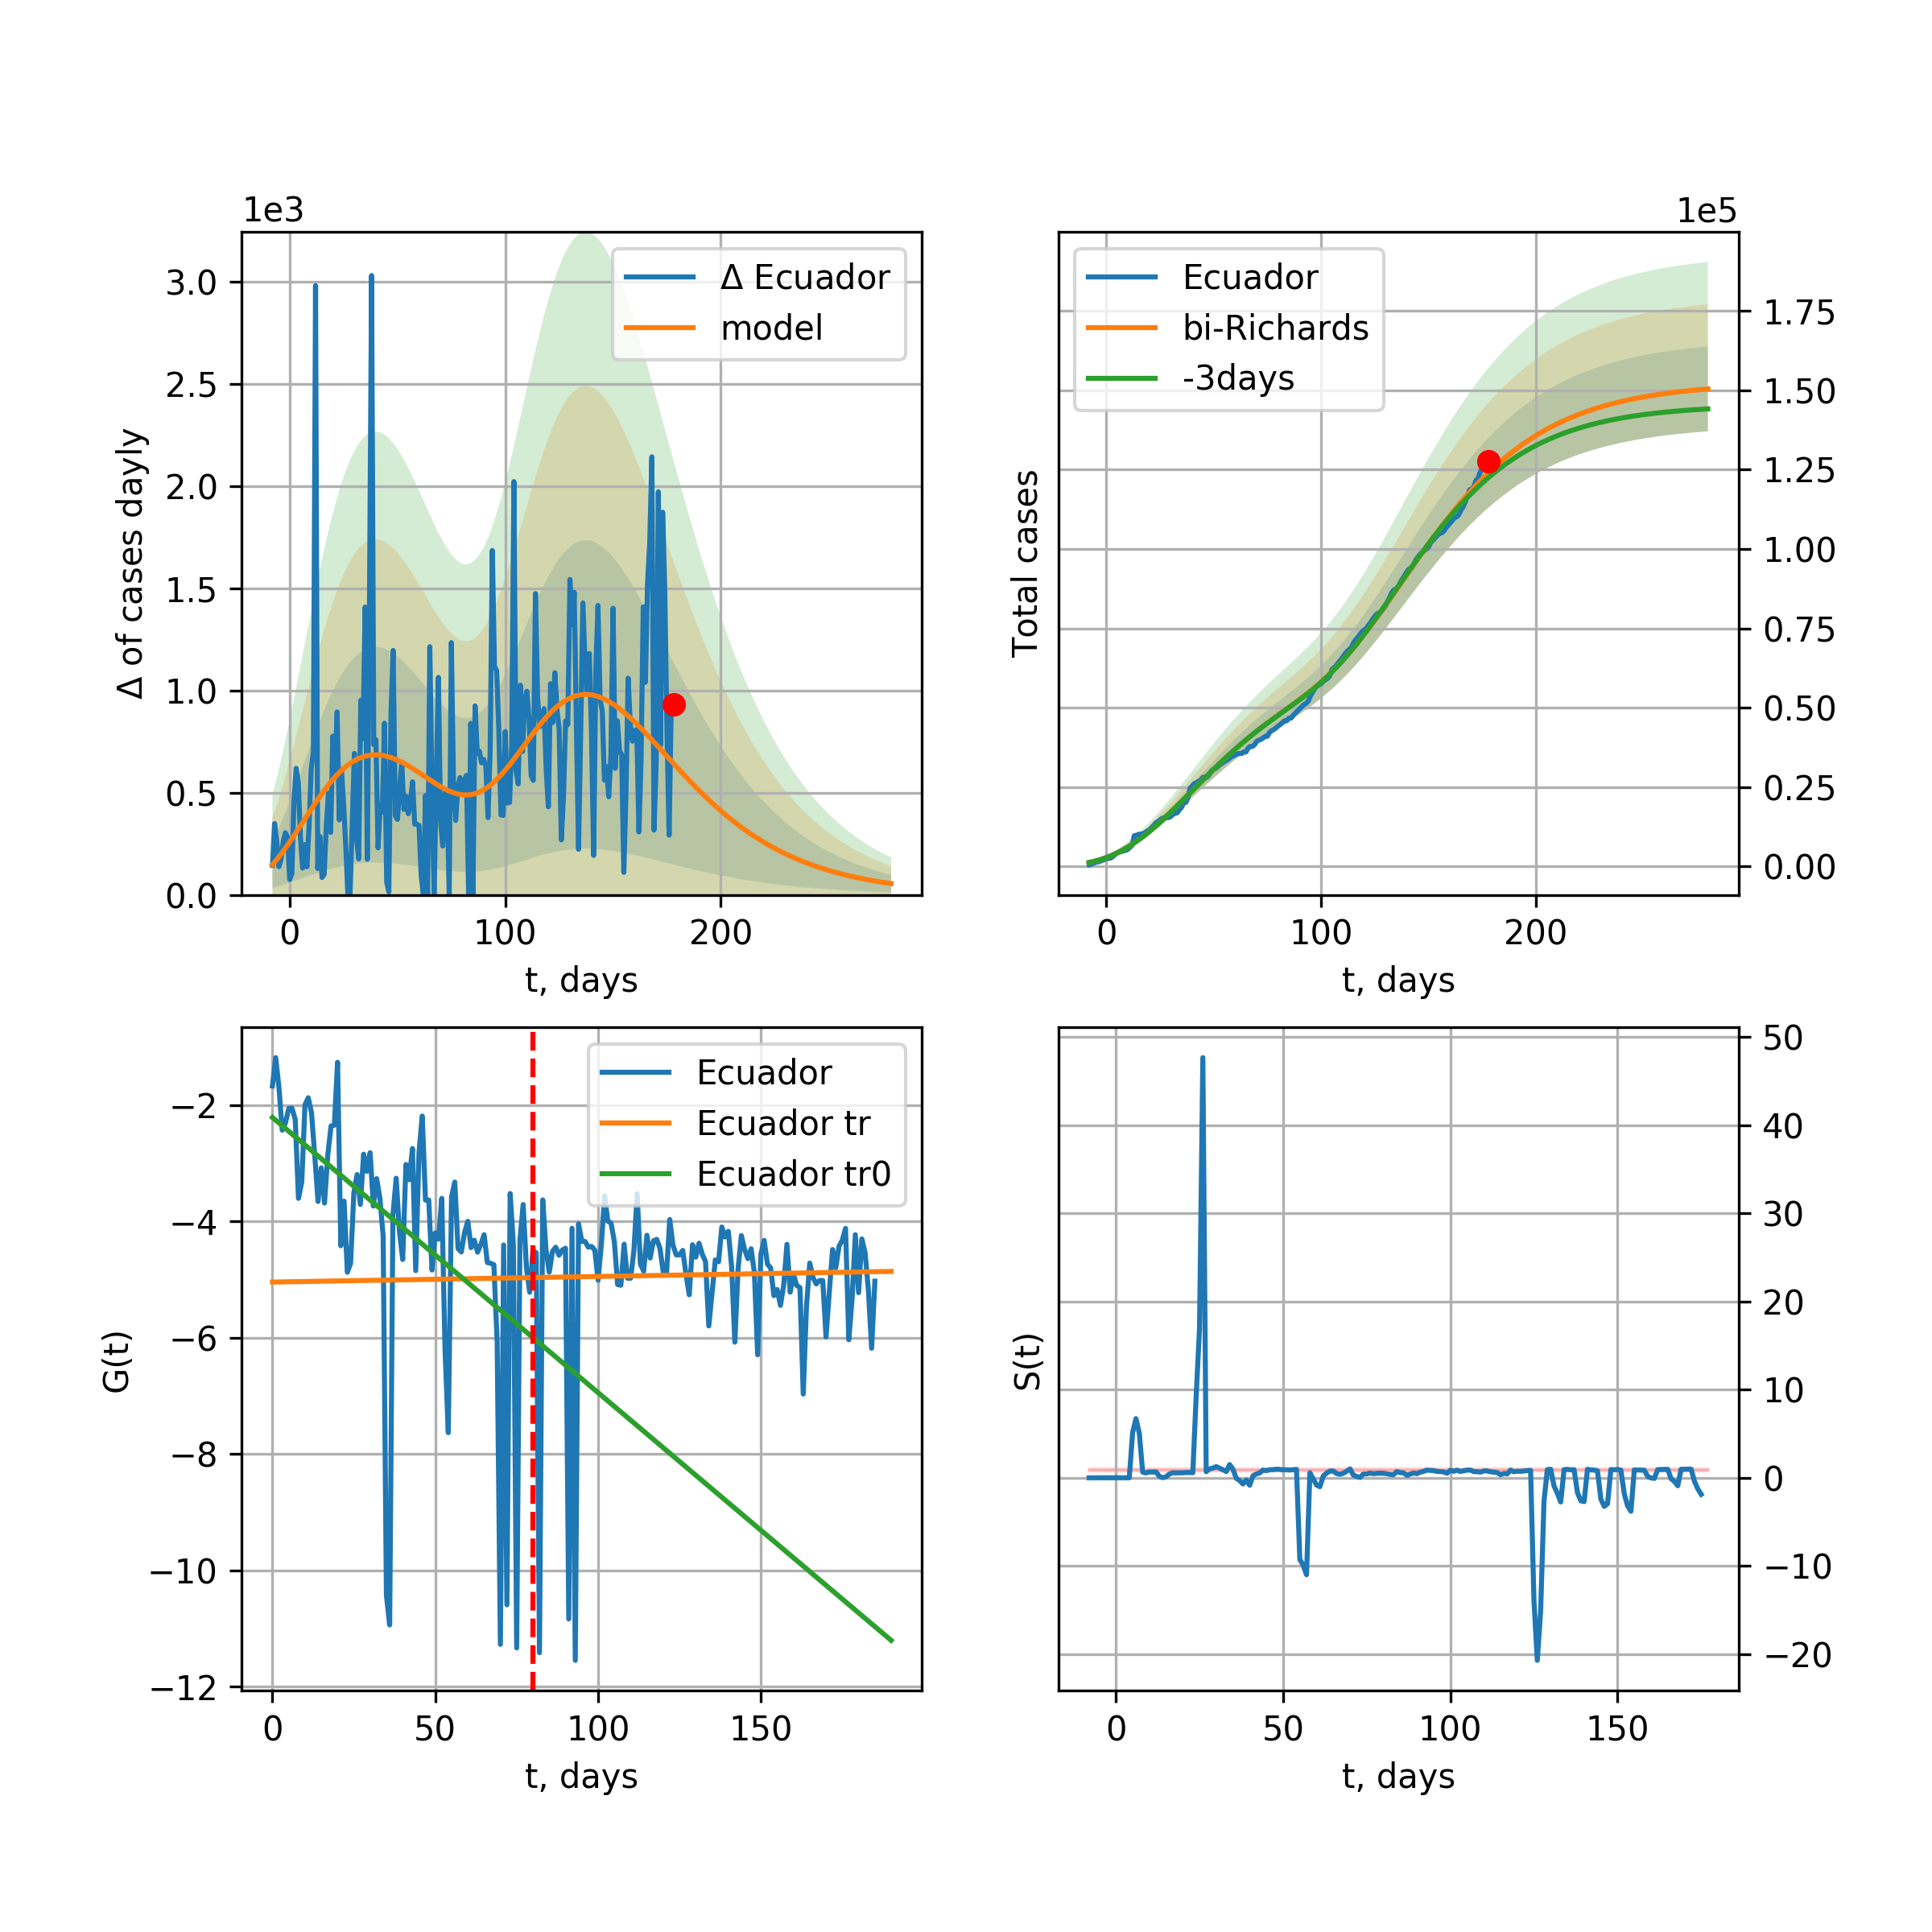 1e3
Δ of cases dayly
3.0
2.5
2.0
1.5
1.0
0.5
0.0
0 100 200
t, days
Δ Ecuador
model
1e5
Total cases
1.75
1.50
1.25
1.00
0.75
0.50
0.25
0.00
0 100 200
t, days
Ecuador
bi-Richards
-3days
G(t)
−2
−4
−6
−8
−10
−12
0 50 100 150
t, days
Ecuador
Ecuador tr
Ecuador tr0
S(t)
50
40
30
20
10
0
−10
−20
0 50 100 150
t, days